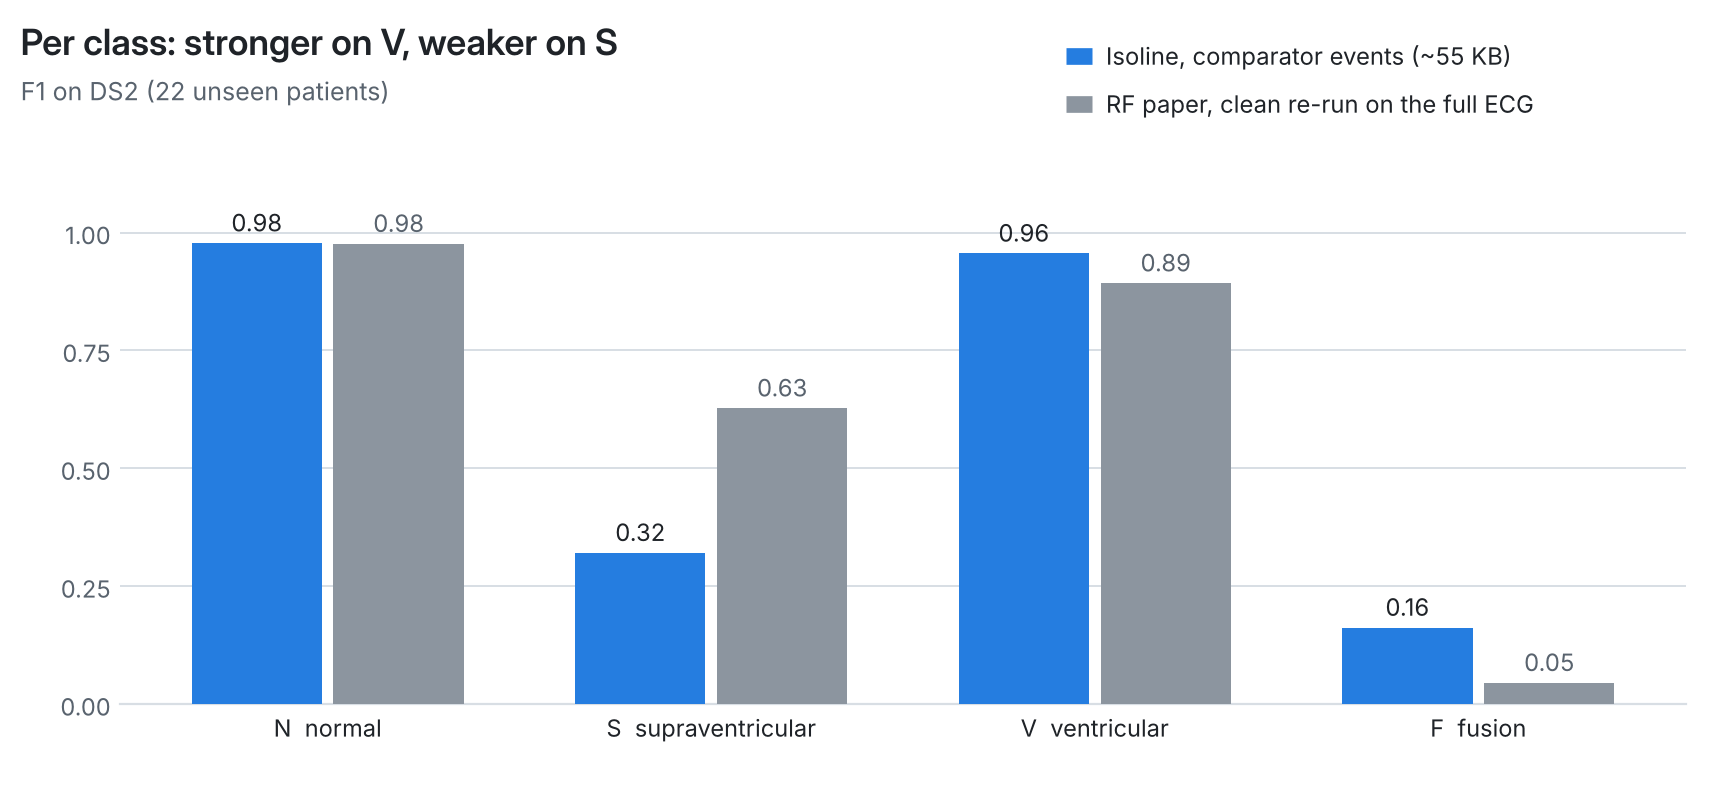 Per class: stronger on V, weaker on S
F1 on DS2 (22 unseen patients)
Isoline, comparator events (~55 KB)
RF paper, clean re-run on the full ECG
1.00
0.75
0.50
0.25
0.00
0.98
0.98
0.32
0.63
0.96
0.89
0.16
0.05
N normal
S supraventricular
V ventricular
F fusion